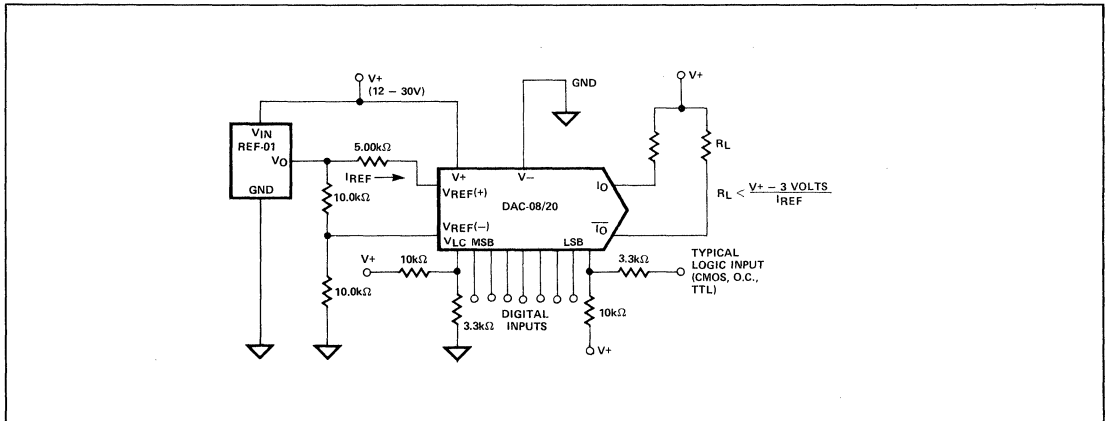 V+
(12 – 30V)
GND
V+
VIN
REF-01
VO
GND
5.00kΩ
IREF
10.0kΩ
10.0kΩ
V+
V–
VREF(+)
DAC-08/20
VREF(–)
VLC MSB
LSB
IO
IO
RL
RL < V+ – 3 VOLTS
IREF
V+
10kΩ
3.3kΩ
DIGITAL
INPUTS
3.3kΩ
10kΩ
V+
TYPICAL
LOGIC INPUT
(CMOS, O.C.,
TTL)